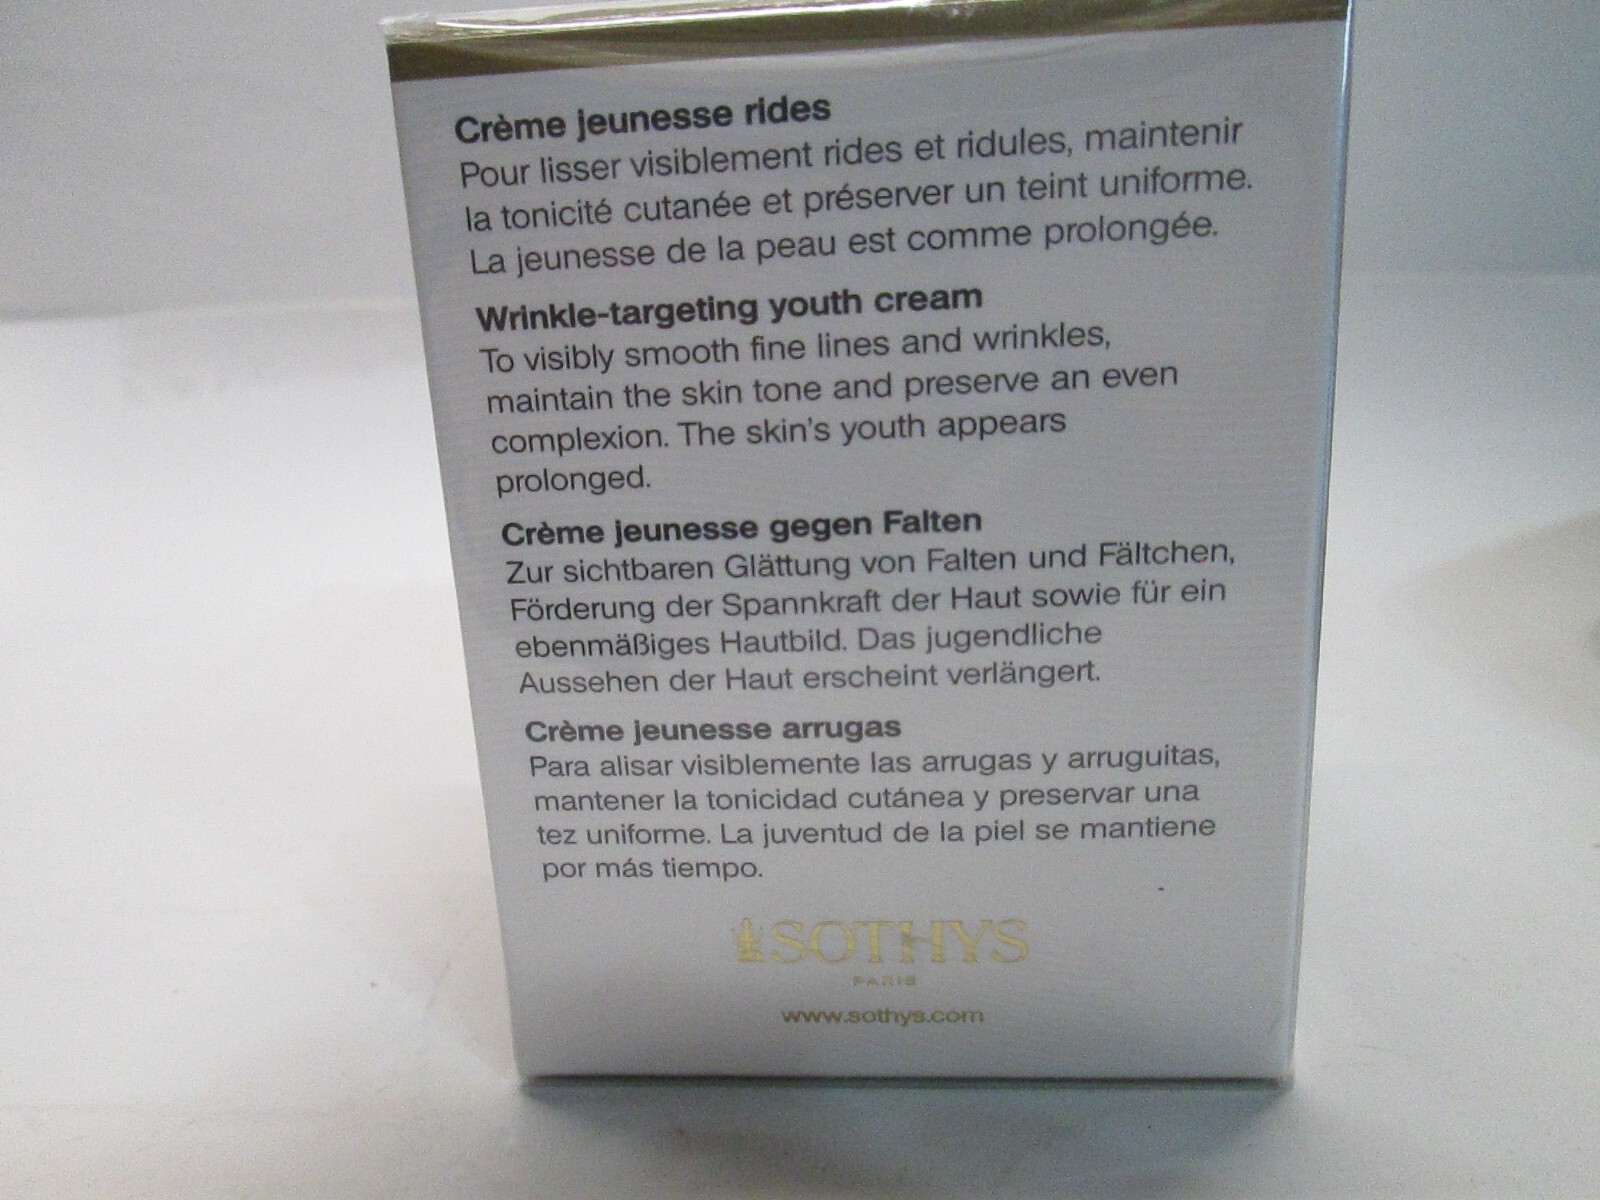 Crème jeunesse rides
Pour lisser visiblement rides et ridules, maintenir
la tonicité cutanée et préserver un teint uniforme.
La jeunesse de la peau est comme prolongée.
Wrinkle-targeting youth cream
To visibly smooth fine lines and wrinkles,
maintain the skin tone and preserve an even
complexion. The skin's youth appears
prolonged.
Crème jeunesse gegen Falten
Zur sichtbaren Glättung von Falten und Fältchen,
Förderung der Spannkraft der Haut sowie für ein
ebenmäßiges Hautbild. Das jugendliche
Aussehen der Haut erscheint verlängert.
Crème jeunesse arrugas
Para alisar visiblemente las arrugas y arruguitas,
mantener la tonicidad cutánea y preservar una
tez uniforme. La juventud de la piel se mantiene
por más tiempo.
SOTHYS
PARIS
www.sothys.com